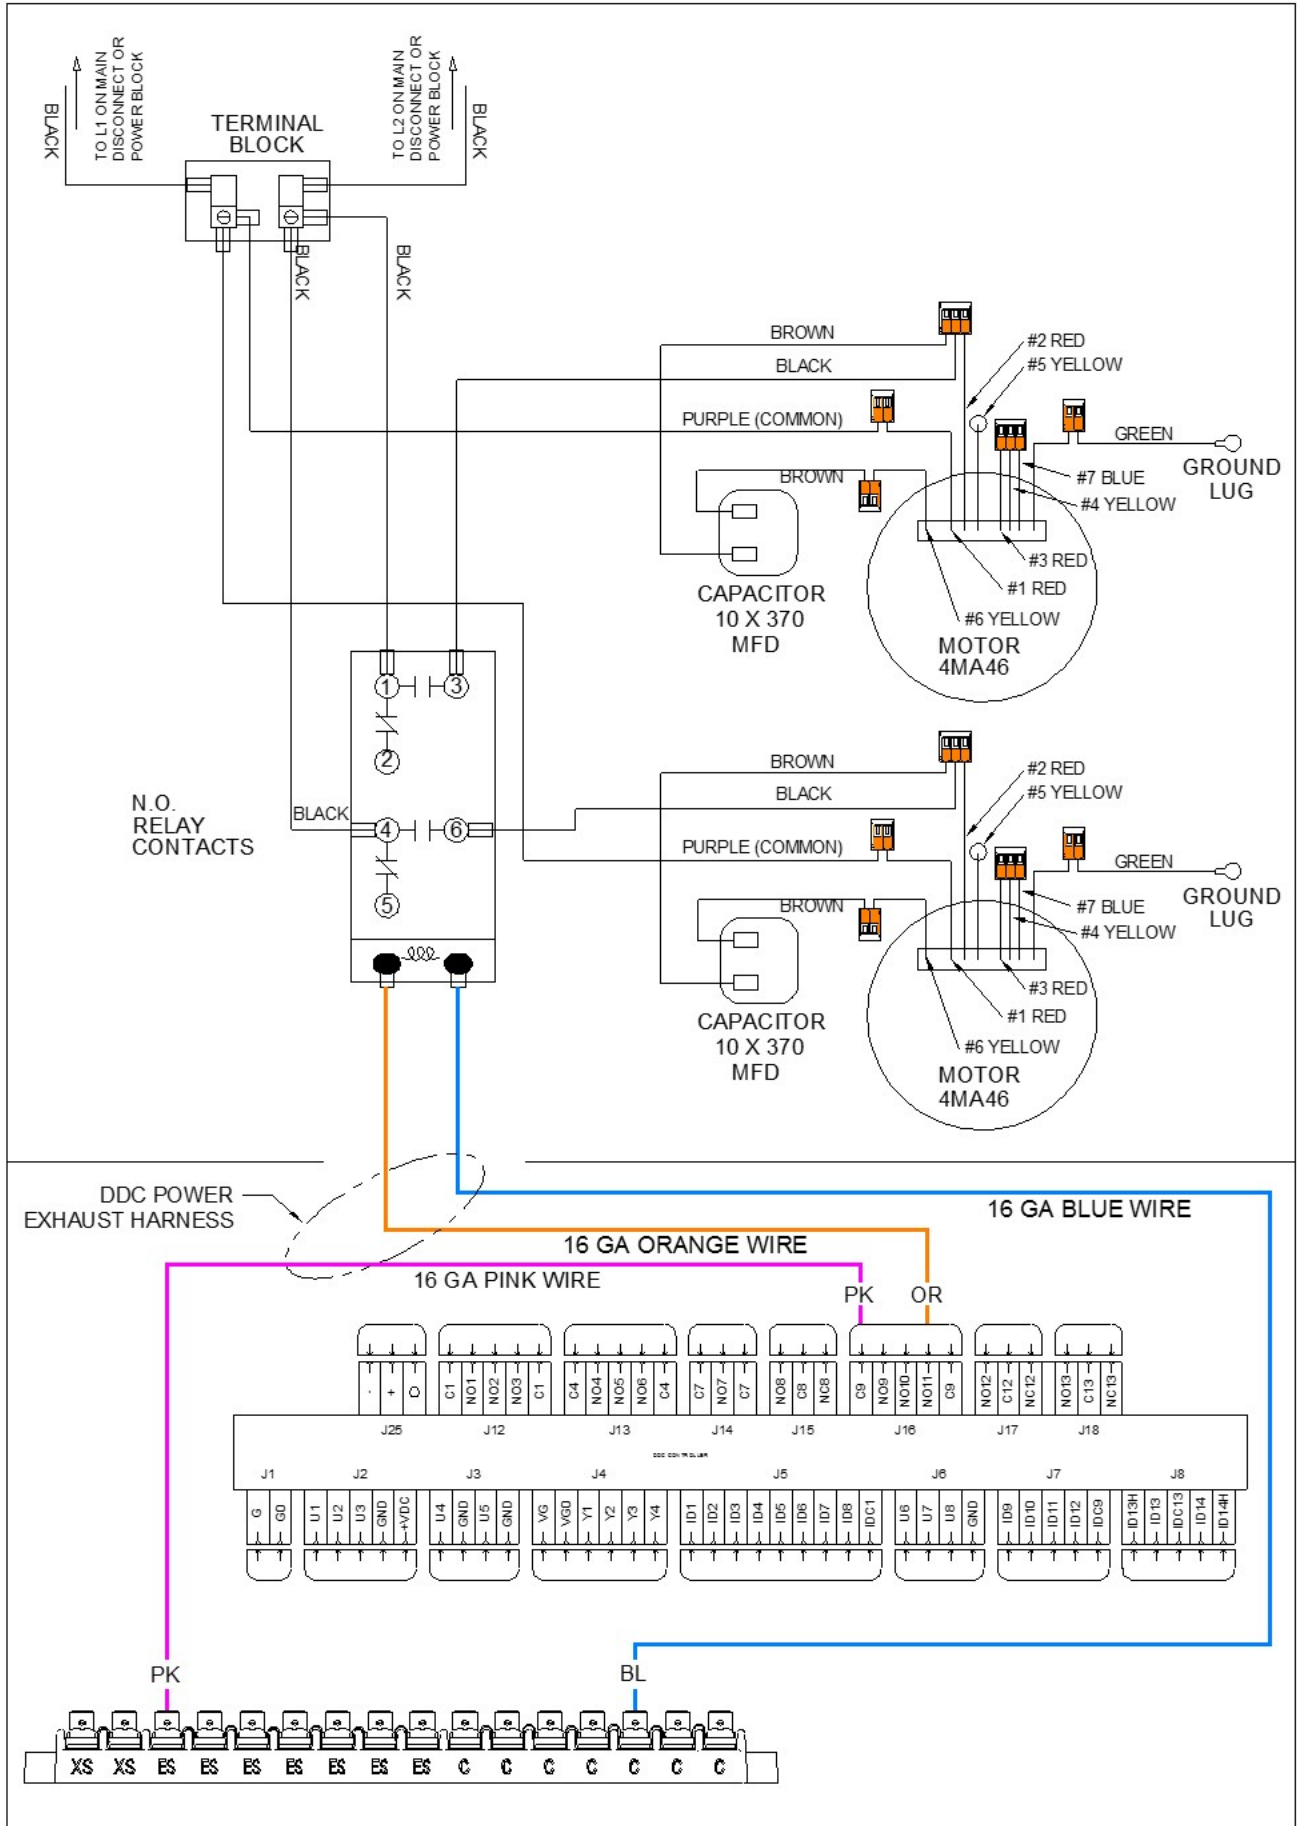 BLACK
TO L1 ON MAIN
DISCONNECT OR
POWER BLOCK
TO L2 ON MAIN
DISCONNECT OR
POWER BLOCK
BLACK
TERMINAL
BLOCK
BLACK
BLACK
BROWN
BLACK
PURPLE (COMMON)
BROWN
#2 RED
#5 YELLOW
GREEN
GROUND
LUG
#7 BLUE
#4 YELLOW
#3 RED
#1 RED
#6 YELLOW
MOTOR
4MA46
CAPACITOR
10 X 370
MFD
1
3
2
N.O.
RELAY
CONTACTS
BLACK
4
6
5
BROWN
BLACK
PURPLE (COMMON)
BROWN
#2 RED
#5 YELLOW
GREEN
GROUND
LUG
#7 BLUE
#4 YELLOW
#3 RED
#1 RED
#6 YELLOW
MOTOR
4MA46
CAPACITOR
10 X 370
MFD
DDC POWER
EXHAUST HARNESS
16 GA BLUE WIRE
16 GA ORANGE WIRE
16 GA PINK WIRE
PK
OR
- + O
C1 NO1 NO2 NO3 C1
C4 NO4 NO5 NO6 C4
C7 NO7 C7
NO8 C8 NC8
C9 NO9 NO10 NO11 C9
NO12 C12 NC12
NO13 C13 NC13
J25 J12 J13 J14 J15 J16 J17 J18
DDC CONTROLLER
J1 J2 J3 J4 J5 J6 J7 J8
G GO
U1 U2 U3 GND +VDC
U4 GND U5 GND
VG VGO Y1 Y2 Y3 Y4
ID1 ID2 ID3 ID4 ID5 ID6 ID7 ID8 IDC1
U6 U7 U8 GND
ID9 ID10 ID11 ID12 IDC9
ID13H ID13 IDC13 ID14 ID14H
PK
BL
XS XS ES ES ES ES ES ES ES C C C C C C C